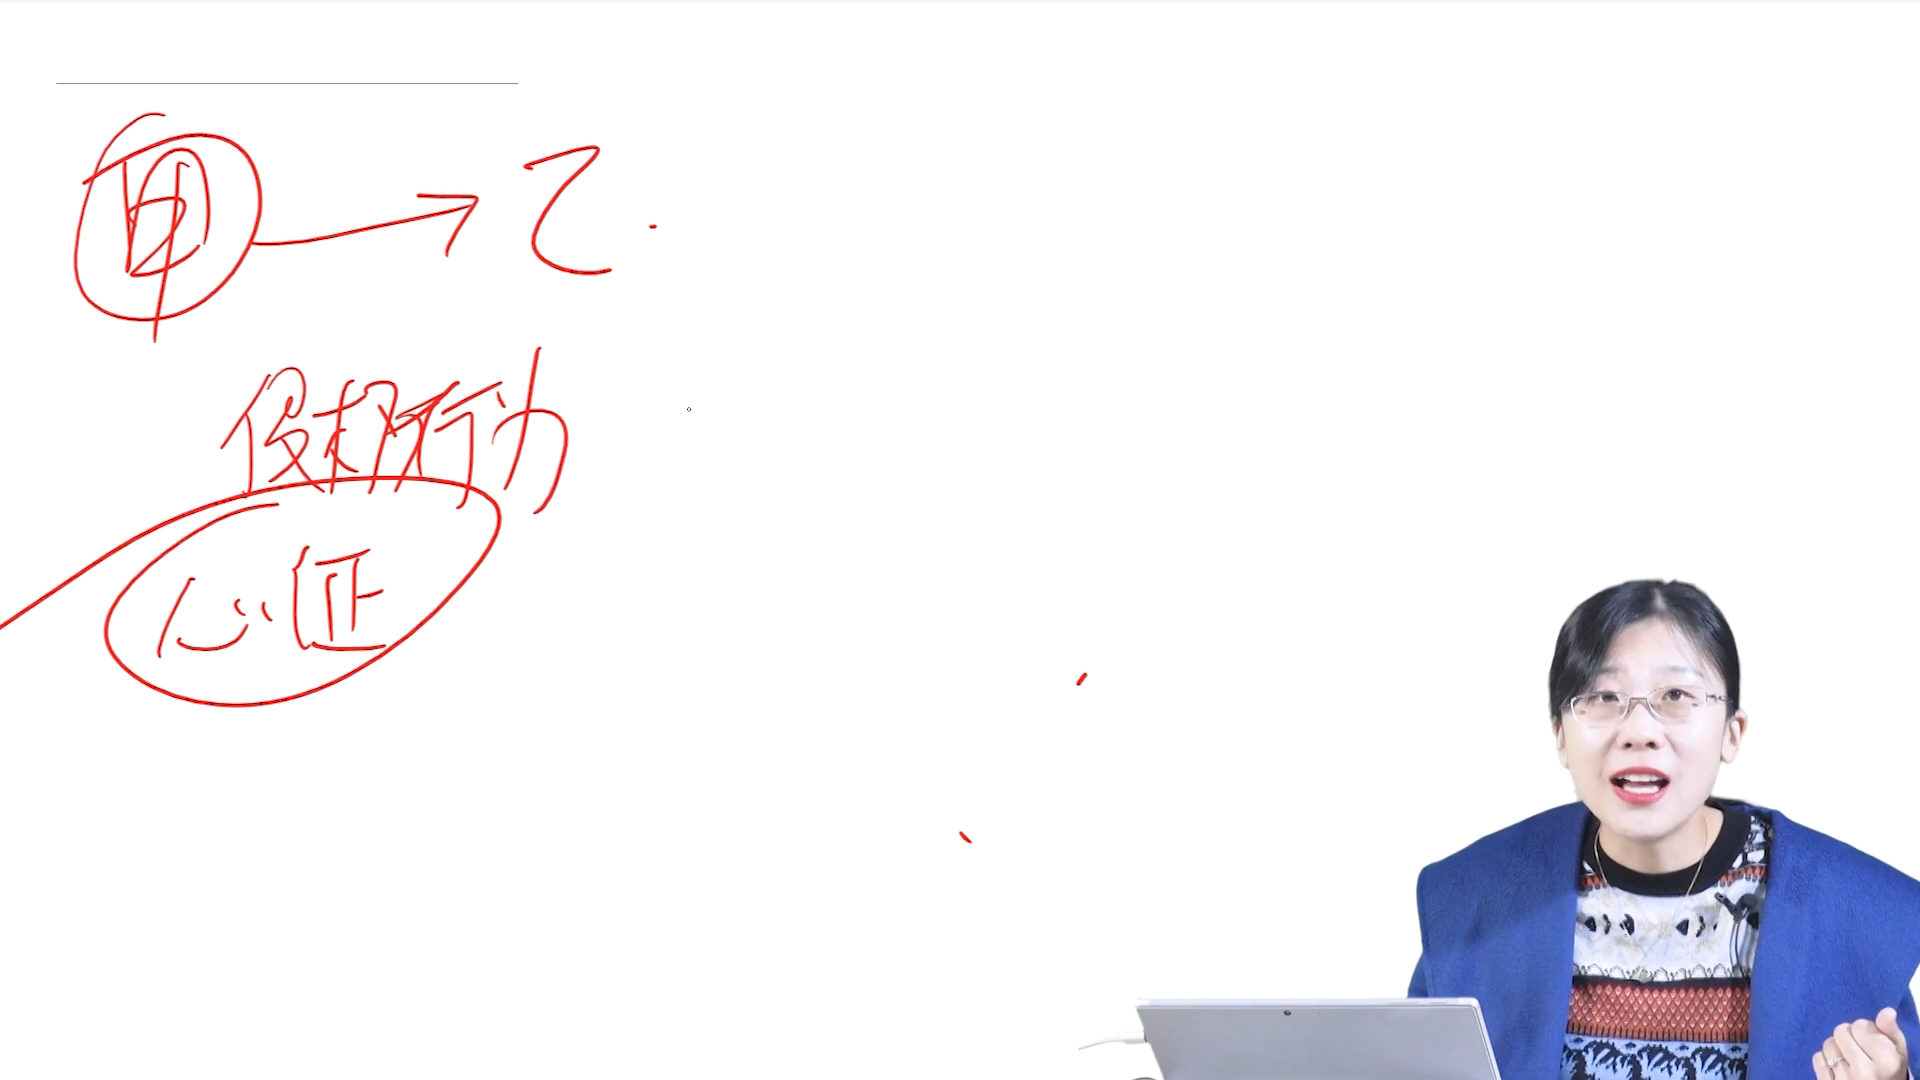 甲 → 乙
侵权行为
心证